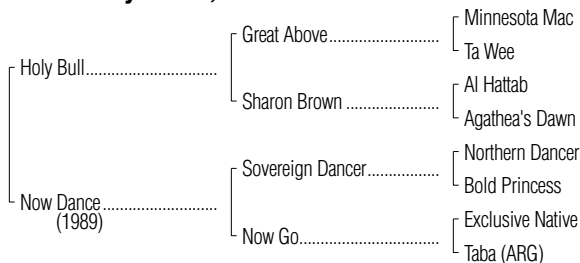 Minnesota Mac
Great Above
Ta Wee
Holy Bull
Al Hattab
Sharon Brown
Agathea's Dawn
Northern Dancer
Sovereign Dancer
Bold Princess
Now Dance
(1989)
Exclusive Native
Now Go
Taba (ARG)